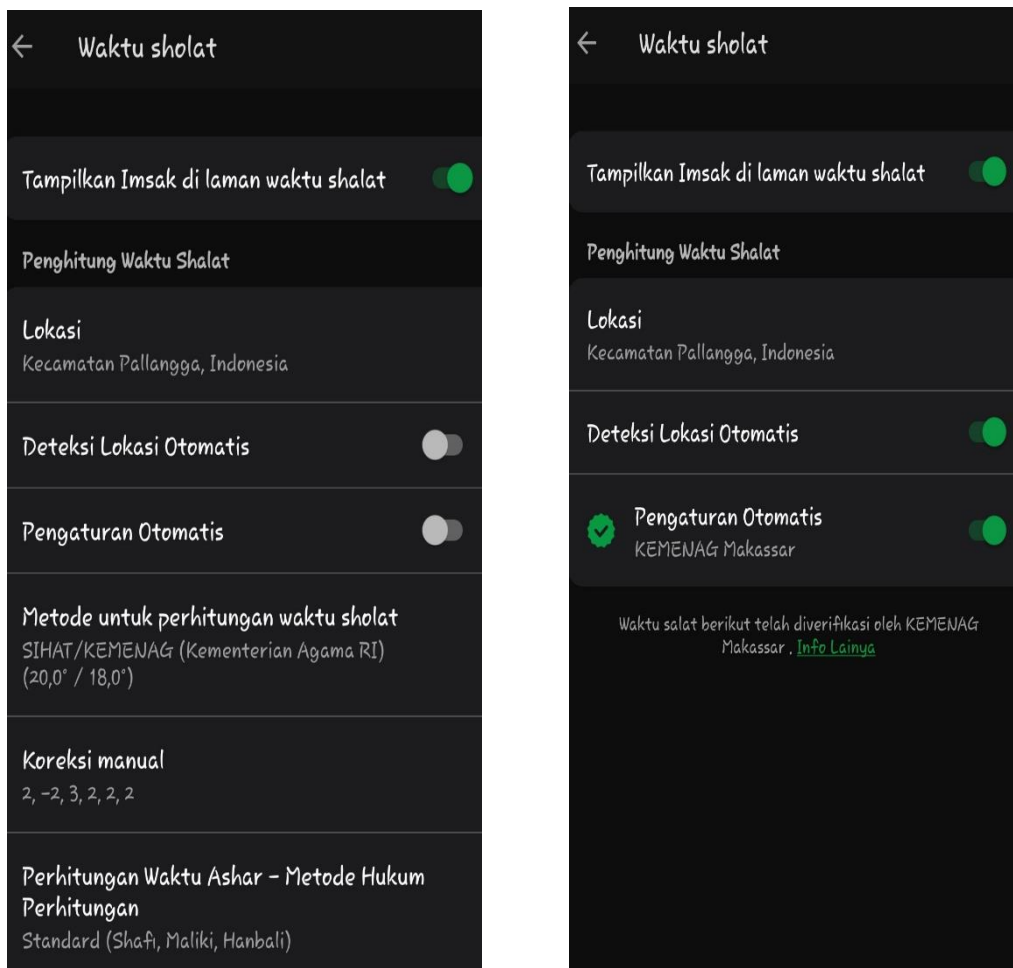 Waktu sholat
Tampilkan Imsak di laman waktu shalat
Penghitung Waktu Shalat
Lokasi
Kecamatan Pallangga, Indonesia
Deteksi Lokasi Otomatis
Pengaturan Otomatis
Metode untuk perhitungan waktu sholat
SIHAT/KEMENAG (Kementerian Agama RI)
(20,0° / 18,0°)
Koreksi manual
2, -2, 3, 2, 2, 2
Perhitungan Waktu Ashar – Metode Hukum
Perhitungan
Standard (Shafi, Maliki, Hanbali)
Waktu sholat
Tampilkan Imsak di laman waktu shalat
Penghitung Waktu Shalat
Lokasi
Kecamatan Pallangga, Indonesia
Deteksi Lokasi Otomatis
Pengaturan Otomatis
KEMENAG Makassar
Waktu salat berikut telah diverifikasi oleh KEMENAG
Makassar . Info Lainya